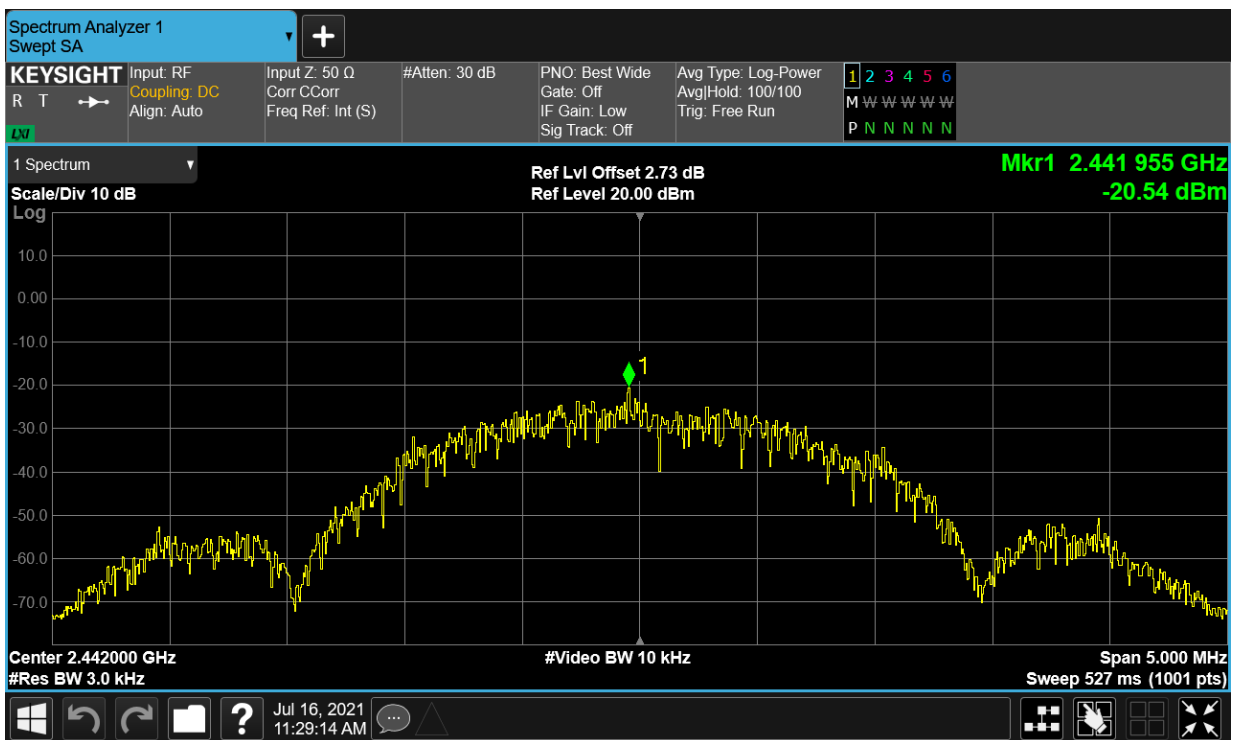 Spectrum Analyzer 1
Swept SA
+
KEYSIGHT
R T
LXI
Input: RF
Coupling: DC
Align: Auto
Input Z: 50 Ω
Corr CCorr
Freq Ref: Int (S)
#Atten: 30 dB
PNO: Best Wide
Gate: Off
IF Gain: Low
Sig Track: Off
Avg Type: Log-Power
Avg|Hold: 100/100
Trig: Free Run
1 2 3 4 5 6
M W W W W W
P N N N N N
1 Spectrum
Scale/Div 10 dB
Log
Ref Lvl Offset 2.73 dB
Ref Level 20.00 dBm
Mkr1 2.441 955 GHz
-20.54 dBm
10.0
0.00
-10.0
-20.0
-30.0
-40.0
-50.0
-60.0
-70.0
1
Center 2.442000 GHz
#Res BW 3.0 kHz
#Video BW 10 kHz
Span 5.000 MHz
Sweep 527 ms (1001 pts)
?
Jul 16, 2021
11:29:14 AM